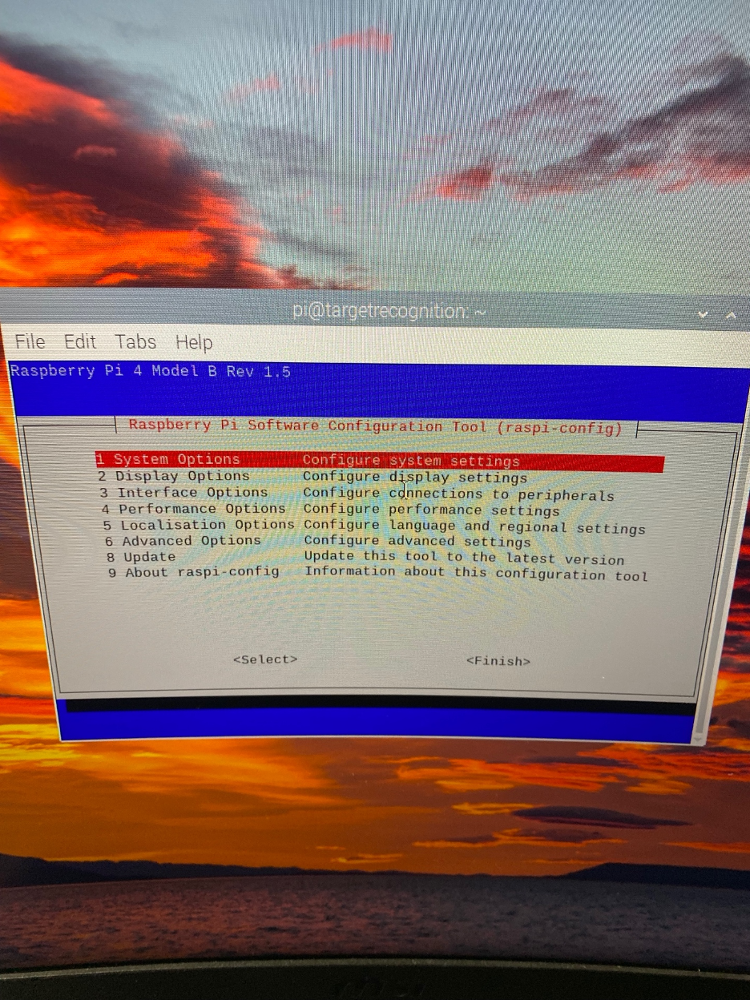 pi@targetrecognition: ~
File Edit Tabs Help
Raspberry Pi 4 Model B Rev 1.5
Raspberry Pi Software Configuration Tool (raspi-config)
1 System Options Configure system settings
2 Display Options Configure display settings
3 Interface Options Configure connections to peripherals
4 Performance Options Configure performance settings
5 Localisation Options Configure language and regional settings
6 Advanced Options Configure advanced settings
8 Update Update this tool to the latest version
9 About raspi-config Information about this configuration tool
<Select> <Finish>